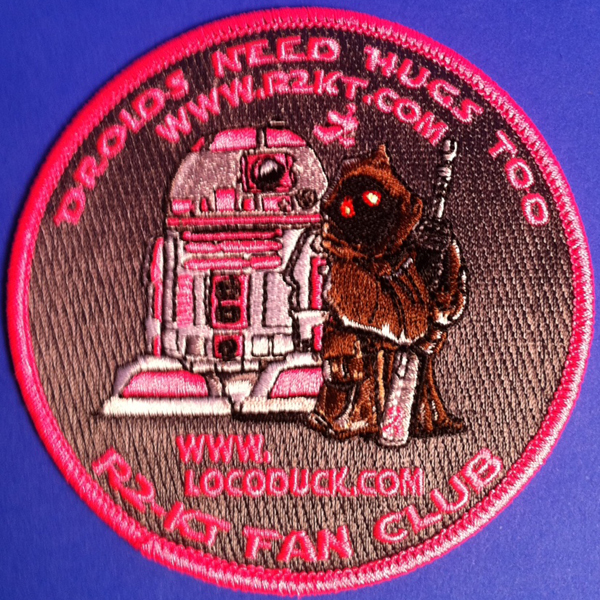 DROIDS NEED HUGS TOO
WWW.R2KT.COM
WWW.
LOCODUCK.COM
R2-KT FAN CLUB